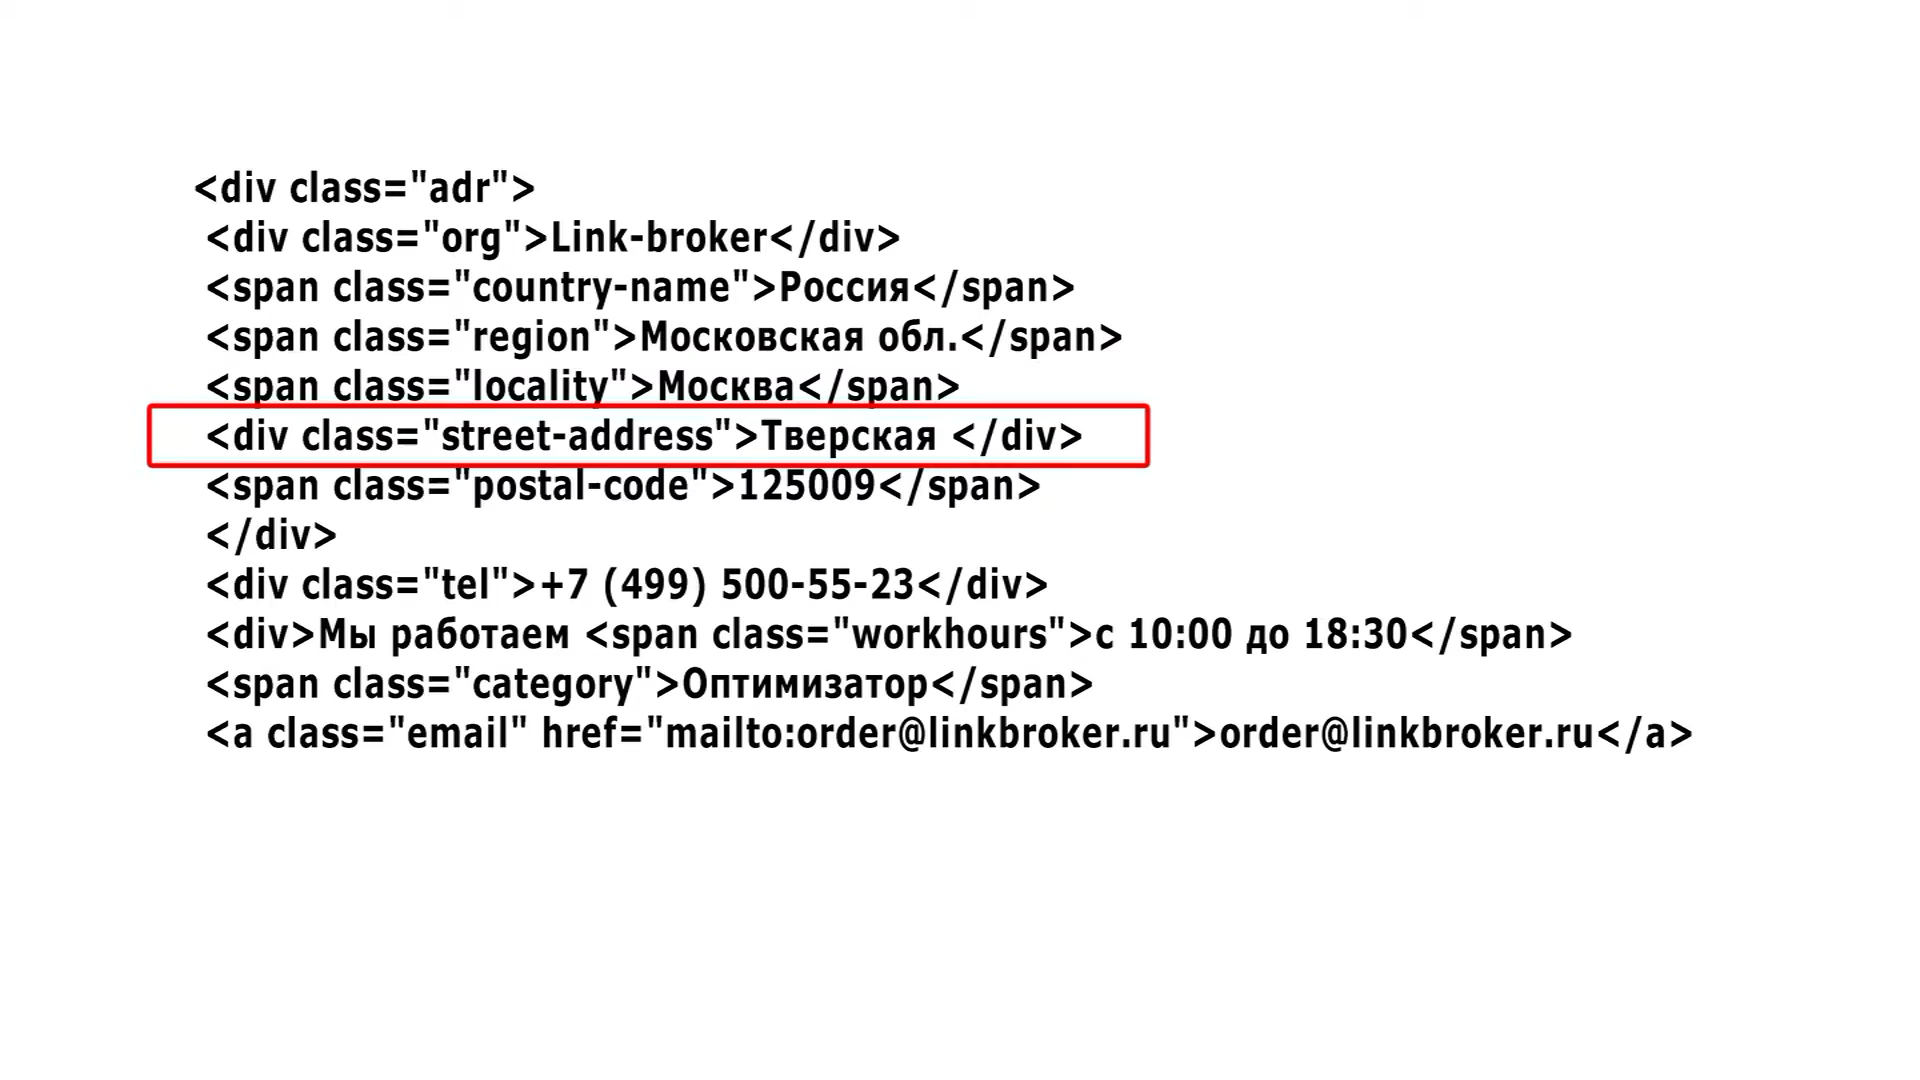 <div class="adr">
<div class="org">Link-broker</div>
<span class="country-name">Россия</span>
<span class="region">Московская обл.</span>
<span class="locality">Москва</span>
<div class="street-address">Тверская </div>
<span class="postal-code">125009</span>
</div>
<div class="tel">+7 (499) 500-55-23</div>
<div>Мы работаем <span class="workhours">с 10:00 до 18:30</span>
<span class="category">Оптимизатор</span>
<a class="email" href="mailto:order@linkbroker.ru">order@linkbroker.ru</a>